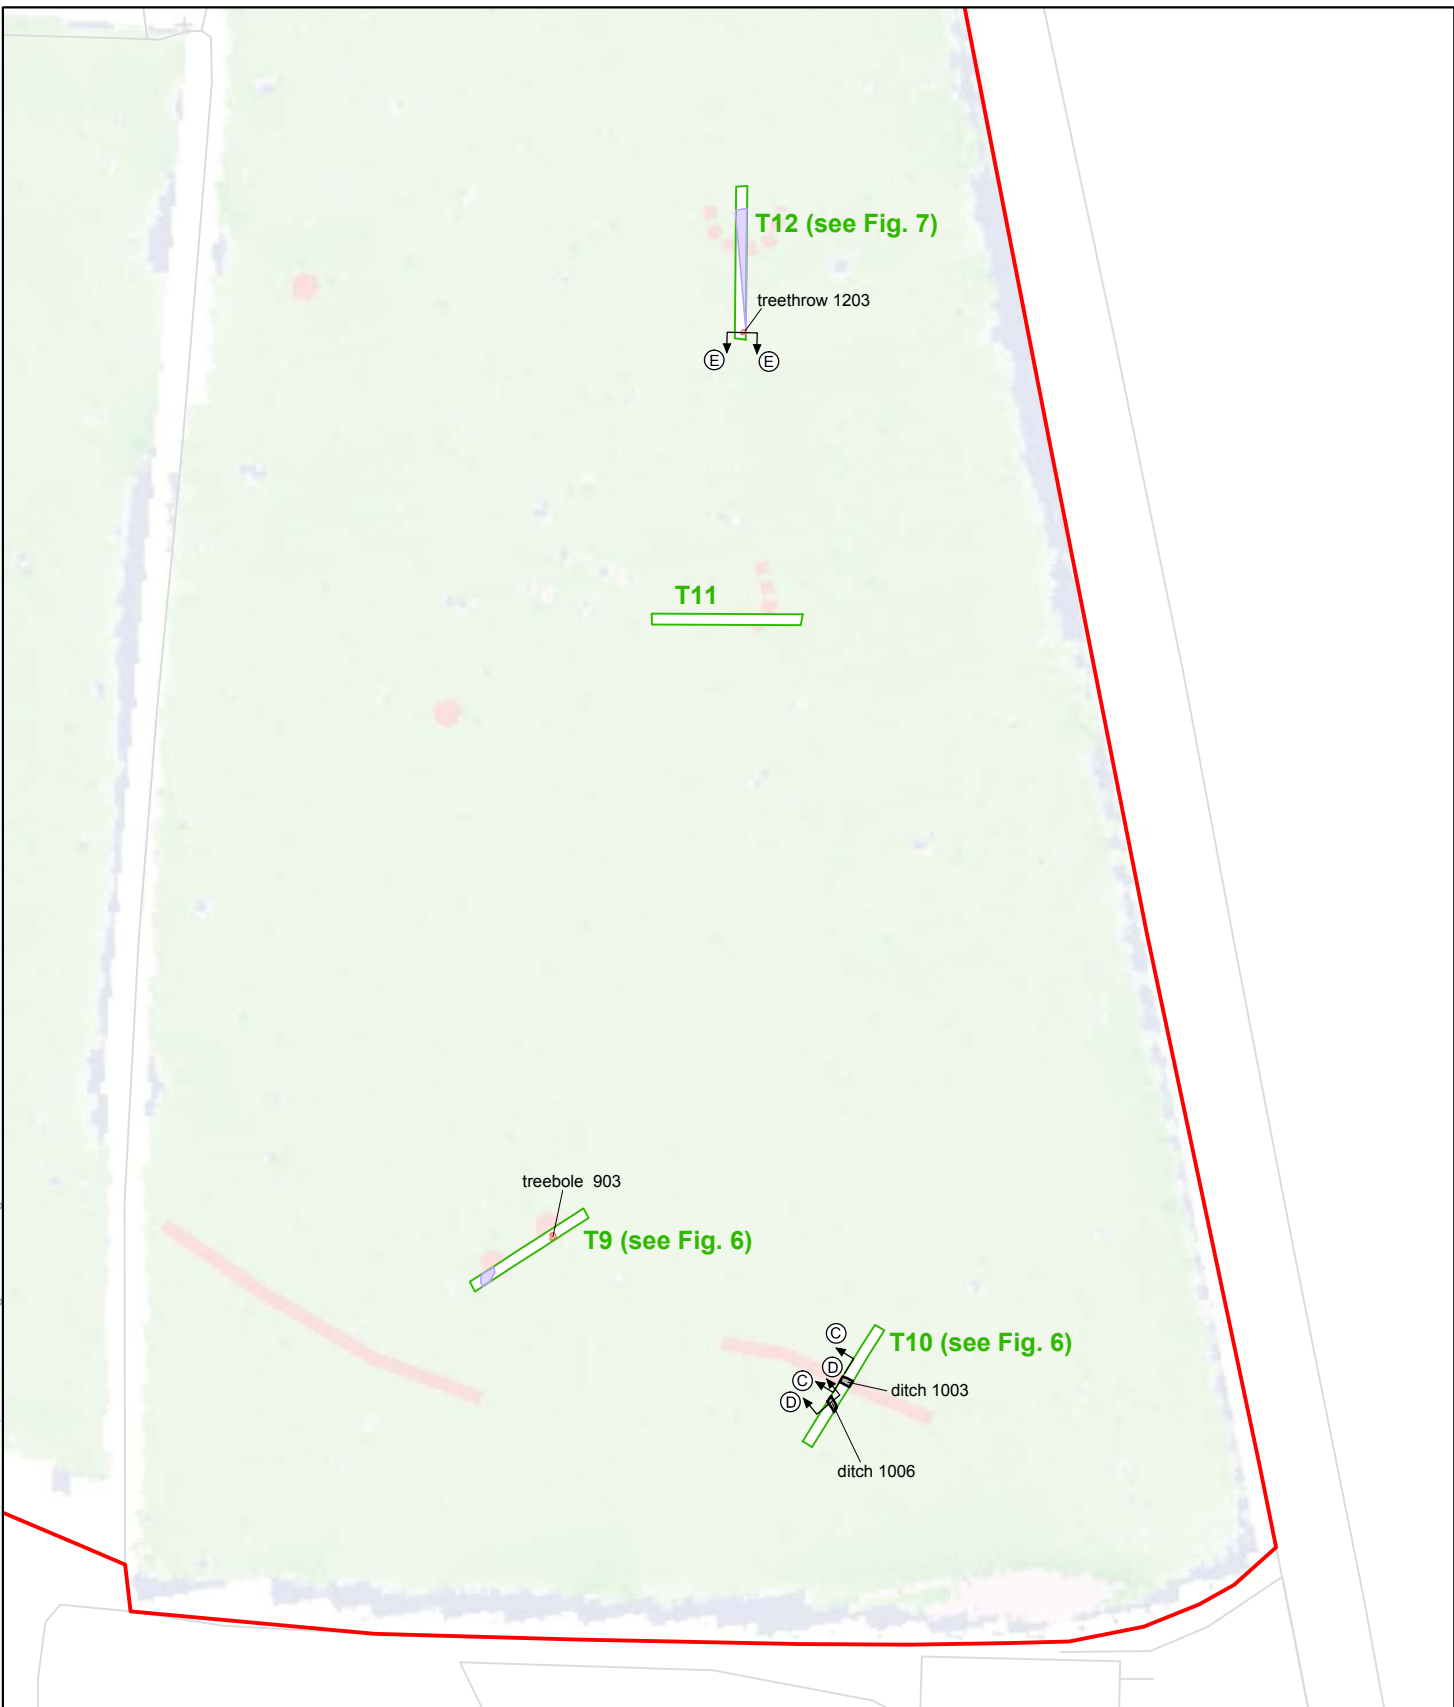 T12 (see Fig. 7)
treethrow 1203
E
E
T11
treebole 903
T9 (see Fig. 6)
C
T10 (see Fig. 6)
D
C
ditch 1003
D
ditch 1006